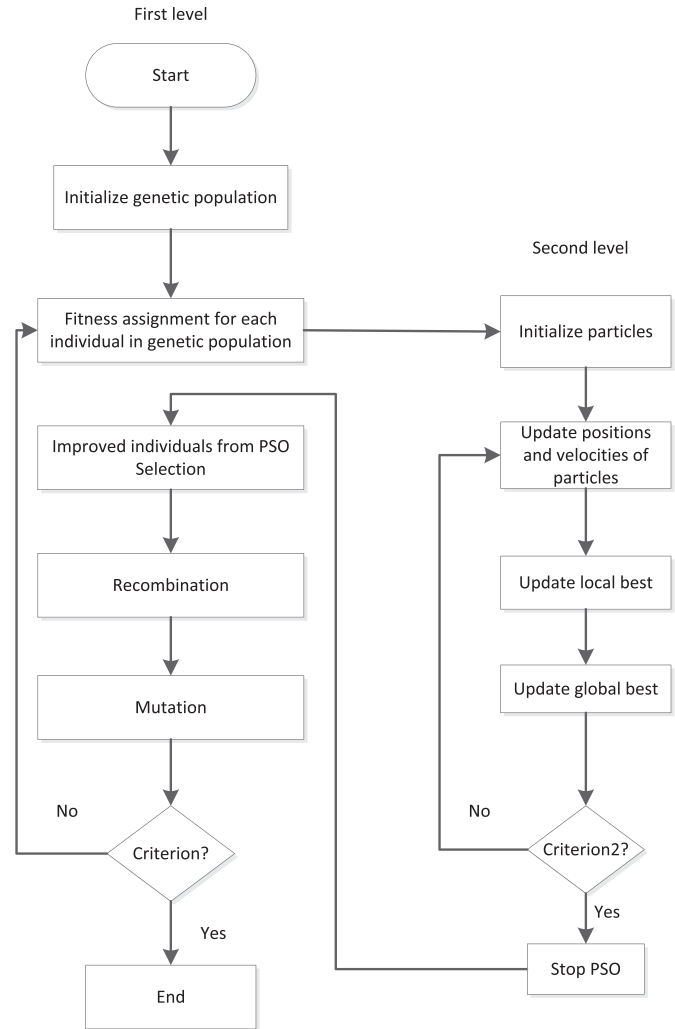 First level
Start
Initialize genetic population
Fitness assignment for each
individual in genetic population
Improved individuals from PSO
Selection
Recombination
Mutation
No
Criterion?
Yes
End
Second level
Initialize particles
Update positions
and velocities of
particles
Update local best
Update global best
No
Criterion2?
Yes
Stop PSO